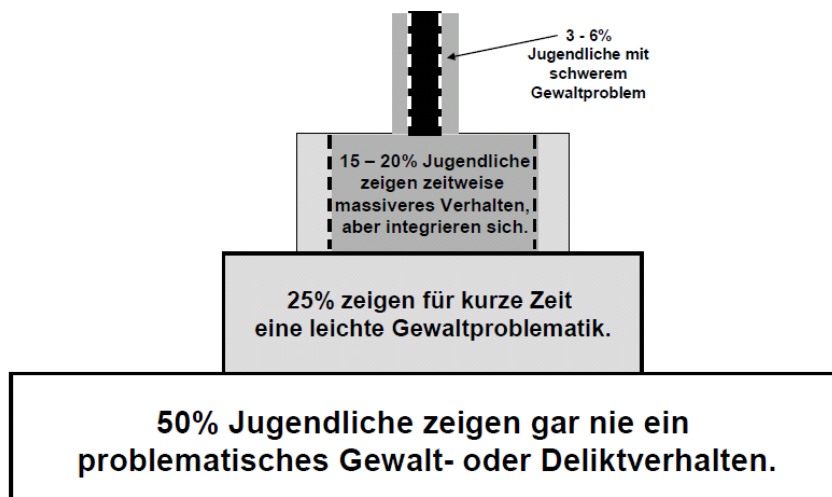 3 - 6%
Jugendliche mit
schwerem
Gewaltproblem
15 – 20% Jugendliche
zeigen zeitweise
massiveres Verhalten,
aber integrieren sich.
25% zeigen für kurze Zeit
eine leichte Gewaltproblematik.
50% Jugendliche zeigen gar nie ein
problematisches Gewalt- oder Deliktverhalten.